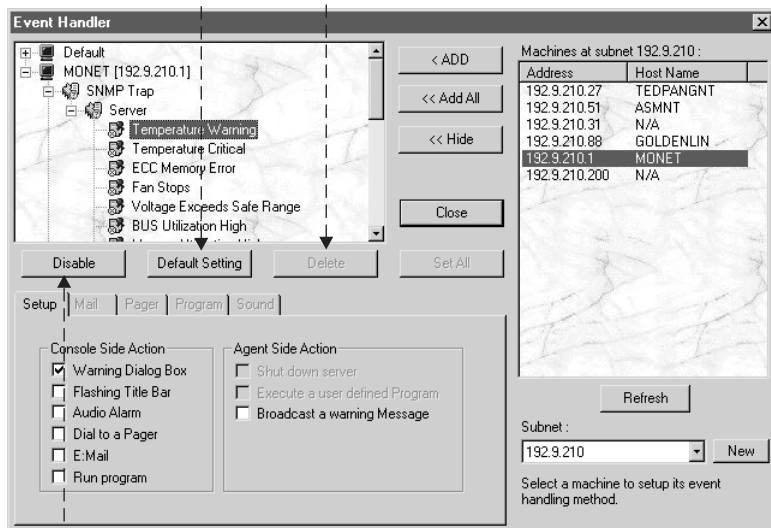 Event Handler
Default
MONET [192.9.210.1]
SNMP Trap
Server
Temperature Warning
Temperature Critical
ECC Memory Error
Fan Stops
Voltage Exceeds Safe Range
BUS Utilization High
< ADD
<< Add All
<< Hide
Close
Disable
Default Setting
Delete
Set All
Setup
Mail
Pager
Program
Sound
Console Side Action
Warning Dialog Box
Flashing Title Bar
Audio Alarm
Dial to a Pager
E:Mail
Run program
Agent Side Action
Shut down server
Execute a user defined Program
Broadcast a warning Message
Machines at subnet 192.9.210 :
Address Host Name
192.9.210.27 TEDPANGNT
192.9.210.51 ASMNT
192.9.210.31 N/A
192.9.210.88 GOLDENLIN
192.9.210.1 MONET
192.9.210.200 N/A
Refresh
Subnet :
192.9.210
New
Select a machine to setup its event
handling method.